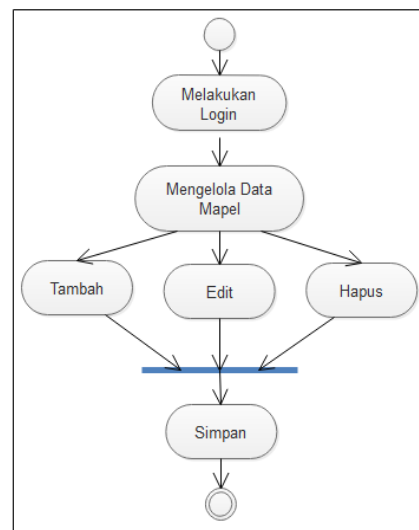 Melakukan
Login
Mengelola Data
Mapel
Tambah
Edit
Hapus
Simpan